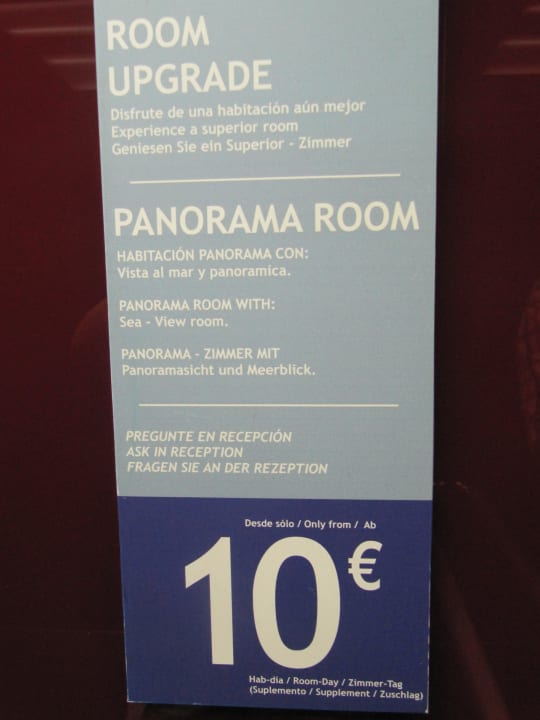 ROOM
UPGRADE
Disfrute de una habitación aún mejor
Experience a superior room
Geniesen Sie ein Superior - Zimmer
PANORAMA ROOM
HABITACIÓN PANORAMA CON:
Vista al mar y panoramica.
PANORAMA ROOM WITH:
Sea - View room.
PANORAMA - ZIMMER MIT
Panoramasicht und Meerblick.
PREGUNTE EN RECEPCIÓN
ASK IN RECEPTION
FRAGEN SIE AN DER REZEPTION
Desde sólo / Only from / Ab
10€
Hab-día / Room-Day / Zimmer-Tag
(Suplemento / Supplement / Zuschlag)